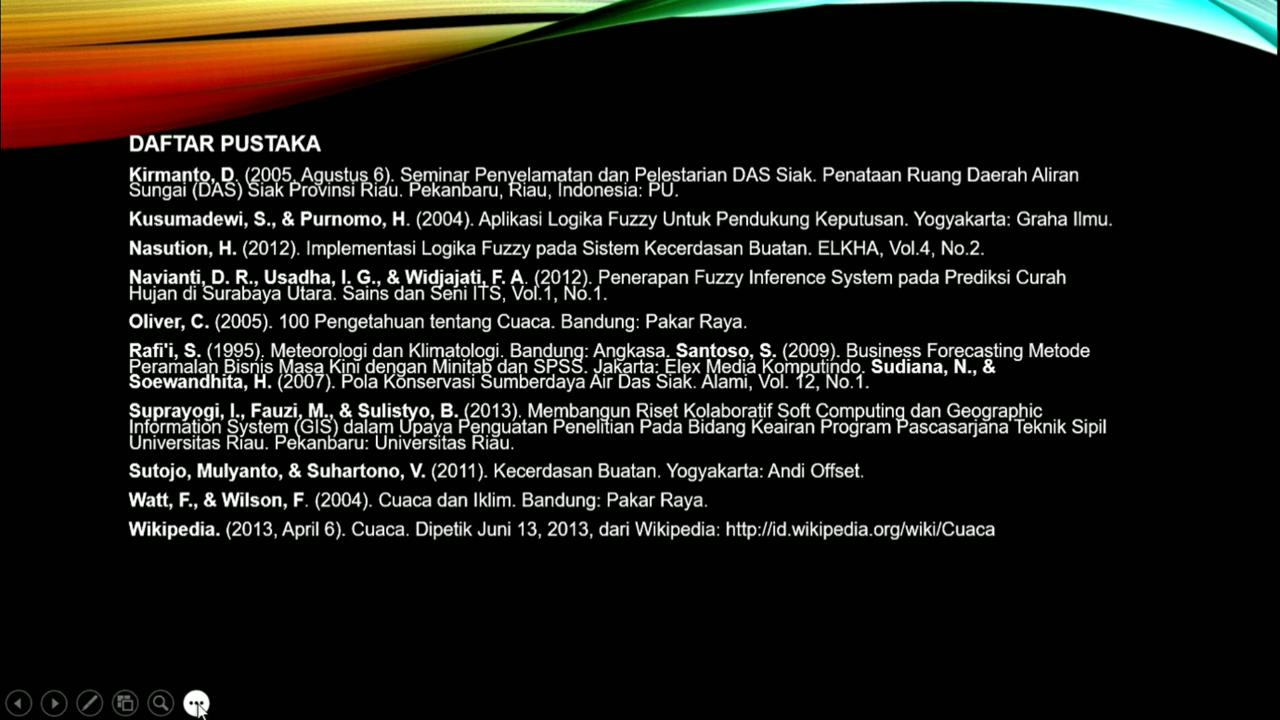 DAFTAR PUSTAKA
Kirmanto, D. (2005, Agustus 6). Seminar Penyelamatan dan Pelestarian DAS Siak. Penataan Ruang Daerah Aliran
Sungai (DAS) Siak Provinsi Riau. Pekanbaru, Riau, Indonesia: PU.
Kusumadewi, S., & Purnomo, H. (2004). Aplikasi Logika Fuzzy Untuk Pendukung Keputusan. Yogyakarta: Graha Ilmu.
Nasution, H. (2012). Implementasi Logika Fuzzy pada Sistem Kecerdasan Buatan. ELKHA, Vol.4, No.2.
Navianti, D. R., Usadha, I. G., & Widjajati, F. A. (2012). Penerapan Fuzzy Inference System pada Prediksi Curah
Hujan di Surabaya Utara. Sains dan Seni ITS, Vol.1, No.1.
Oliver, C. (2005). 100 Pengetahuan tentang Cuaca. Bandung: Pakar Raya.
Rafi'i, S. (1995). Meteorologi dan Klimatologi. Bandung: Angkasa. Santoso, S. (2009). Business Forecasting Metode
Peramalan Bisnis Masa Kini dengan Minitab dan SPSS. Jakarta: Elex Media Komputindo. Sudiana, N., &
Soewandhita, H. (2007). Pola Konservasi Sumberdaya Air Das Siak. Alami, Vol. 12, No.1.
Suprayogi, I., Fauzi, M., & Sulistyo, B. (2013). Membangun Riset Kolaboratif Soft Computing dan Geographic
Information System (GIS) dalam Upaya Penguatan Penelitian Pada Bidang Keairan Program Pascasarjana Teknik Sipil
Universitas Riau. Pekanbaru: Universitas Riau.
Sutojo, Mulyanto, & Suhartono, V. (2011). Kecerdasan Buatan. Yogyakarta: Andi Offset.
Watt, F., & Wilson, F. (2004). Cuaca dan Iklim. Bandung: Pakar Raya.
Wikipedia. (2013, April 6). Cuaca. Dipetik Juni 13, 2013, dari Wikipedia: http://id.wikipedia.org/wiki/Cuaca